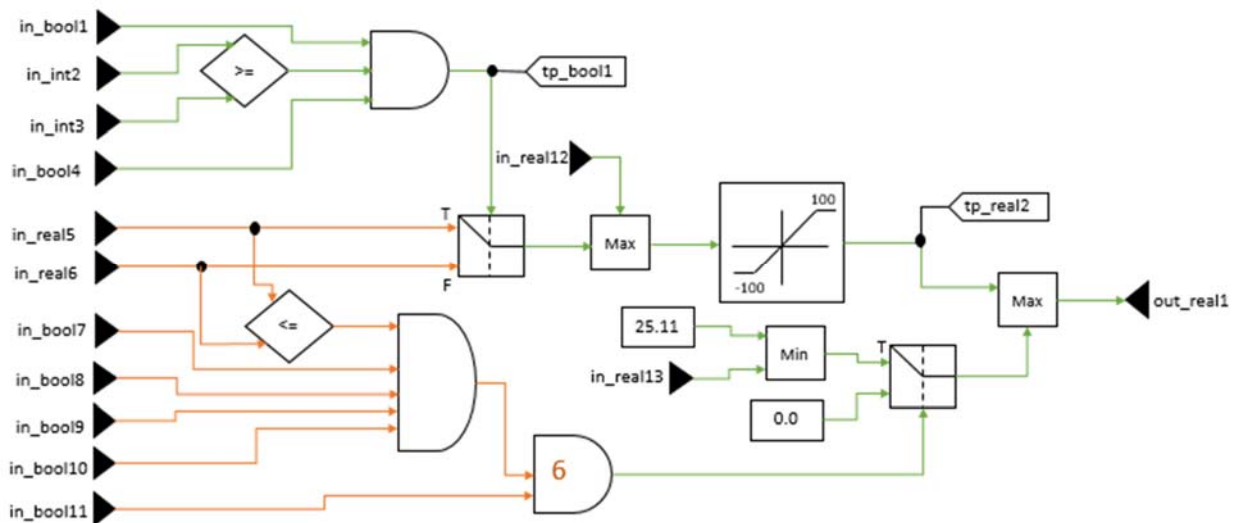 in_bool1
in_int2
>=
tp_bool1
in_int3
in_real12
in_bool4
100
tp_real2
T
in_real5
Max
in_real6
F
-100
Max
out_real1
<=
25.11
in_bool7
T
Min
in_real13
in_bool8
0.0
in_bool9
in_bool10
6
in_bool11